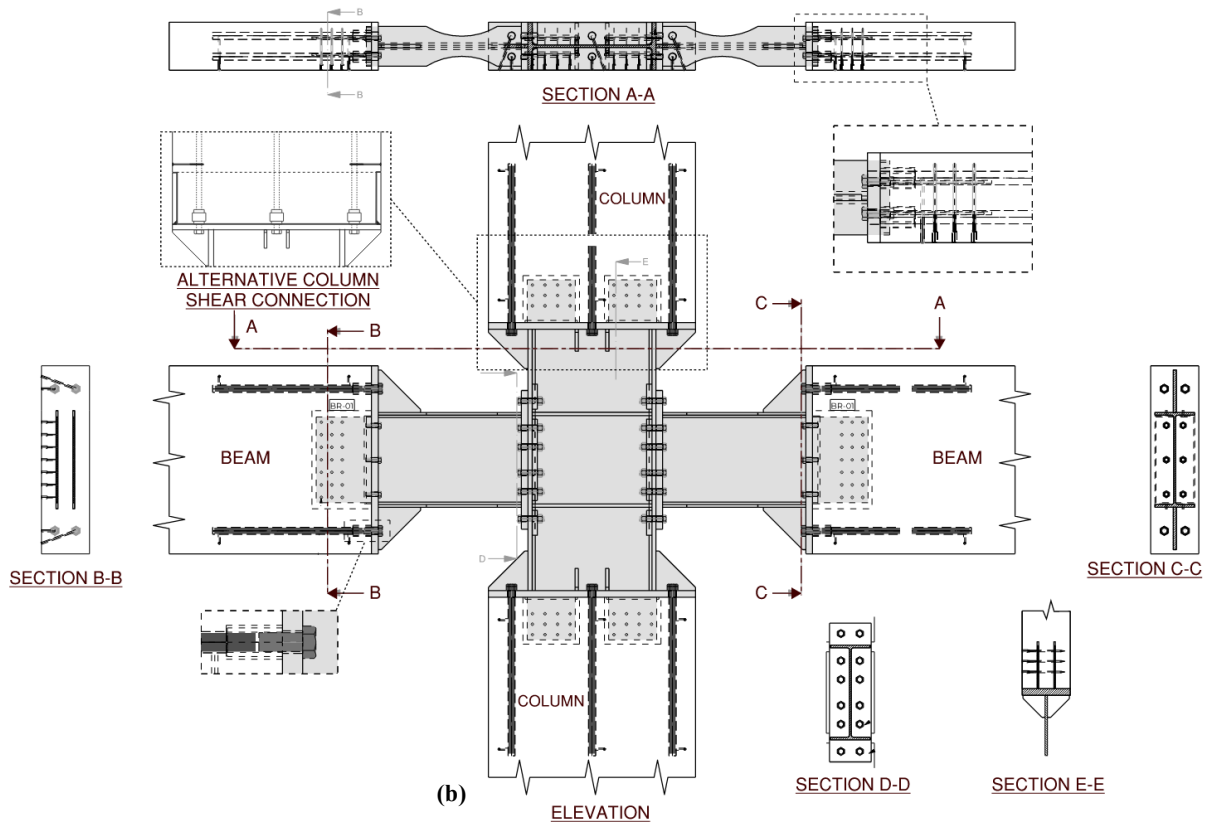 B
B
SECTION A-A
COLUMN
ALTERNATIVE COLUMN
SHEAR CONNECTION
E
C
A
A
B
BR-01
BR-01
BEAM
BEAM
SECTION B-B
SECTION C-C
D
B
C
COLUMN
(b)
ELEVATION
SECTION D-D
SECTION E-E